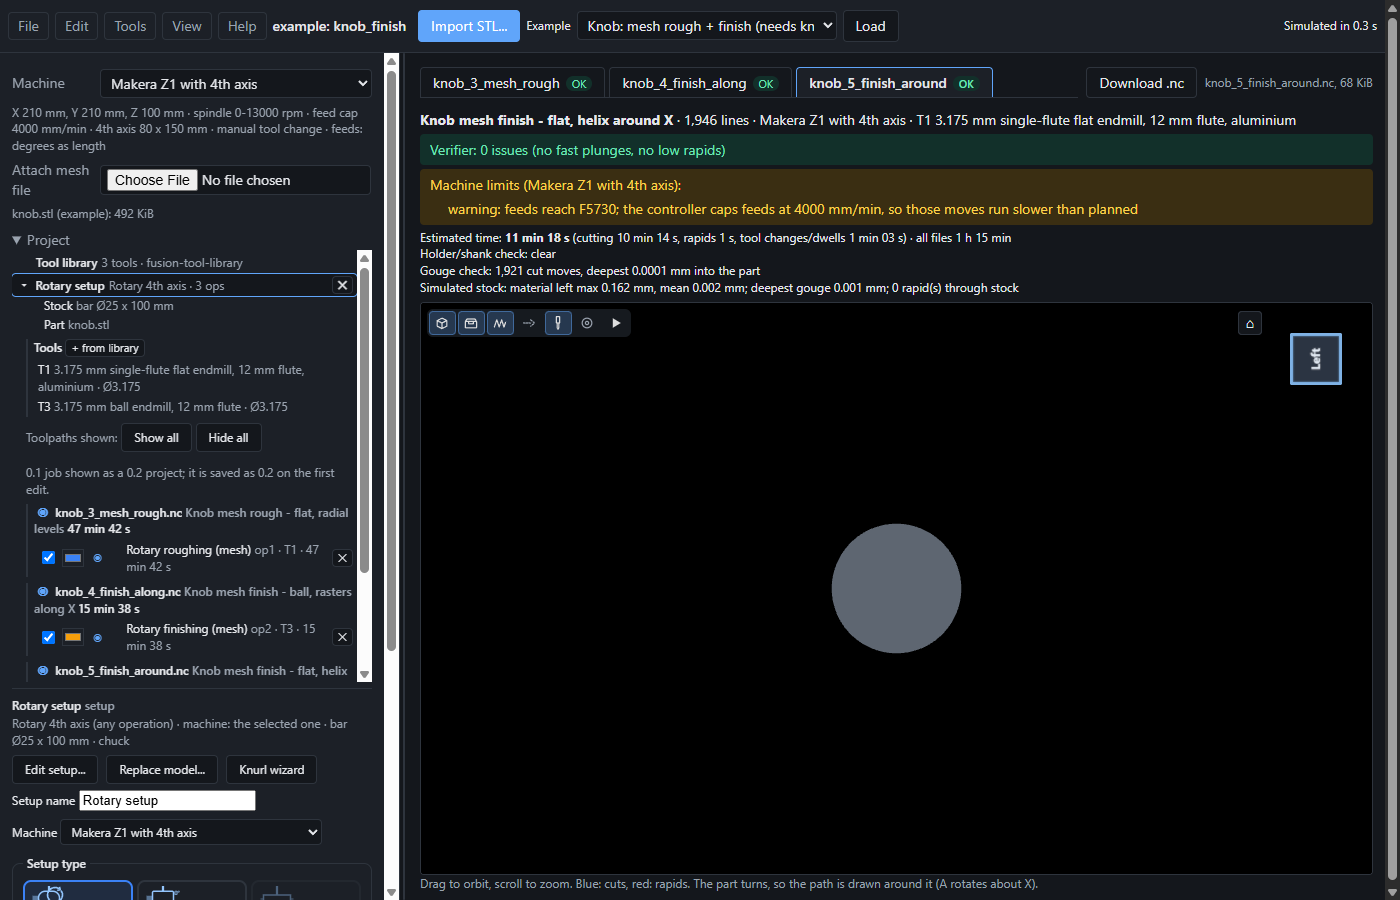 File
Edit
Tools
View
Help
example: knob_finish
Import STL...
Example
Knob: mesh rough + finish (needs kn
Load
Simulated in 0.3 s
Machine
Makera Z1 with 4th axis
X 210 mm, Y 210 mm, Z 100 mm · spindle 0-13000 rpm · feed cap
4000 mm/min · 4th axis 80 x 150 mm · manual tool change · feeds:
degrees as length
Attach mesh
file
Choose File No file chosen
knob.stl (example): 492 KiB
Project
Tool library 3 tools · fusion-tool-library
Rotary setup Rotary 4th axis · 3 ops
Stock bar Ø25 x 100 mm
Part knob.stl
Tools + from library
T1 3.175 mm single-flute flat endmill, 12 mm flute,
aluminium · Ø3.175
T3 3.175 mm ball endmill, 12 mm flute · Ø3.175
Toolpaths shown: Show all Hide all
0.1 job shown as a 0.2 project; it is saved as 0.2 on the first
edit.
knob_3_mesh_rough.nc Knob mesh rough - flat, radial
levels 47 min 42 s
Rotary roughing (mesh) op1 · T1 · 47
min 42 s
knob_4_finish_along.nc Knob mesh finish - ball, rasters
along X 15 min 38 s
Rotary finishing (mesh) op2 · T3 · 15
min 38 s
knob_5_finish_around.nc Knob mesh finish - flat, helix
Rotary setup setup
Rotary 4th axis (any operation) · machine: the selected one · bar
Ø25 x 100 mm · chuck
Edit setup... Replace model... Knurl wizard
Setup name Rotary setup
Machine Makera Z1 with 4th axis
Setup type
knob_3_mesh_rough OK
knob_4_finish_along OK
knob_5_finish_around OK
Download .nc
knob_5_finish_around.nc, 68 KiB
Knob mesh finish - flat, helix around X · 1,946 lines · Makera Z1 with 4th axis · T1 3.175 mm single-flute flat endmill, 12 mm flute, aluminium
Verifier: 0 issues (no fast plunges, no low rapids)
Machine limits (Makera Z1 with 4th axis):
warning: feeds reach F5730; the controller caps feeds at 4000 mm/min, so those moves run slower than planned
Estimated time: 11 min 18 s (cutting 10 min 14 s, rapids 1 s, tool changes/dwells 1 min 03 s) · all files 1 h 15 min
Holder/shank check: clear
Gouge check: 1,921 cut moves, deepest 0.0001 mm into the part
Simulated stock: material left max 0.162 mm, mean 0.002 mm; deepest gouge 0.001 mm; 0 rapid(s) through stock
Left
Drag to orbit, scroll to zoom. Blue: cuts, red: rapids. The part turns, so the path is drawn around it (A rotates about X).